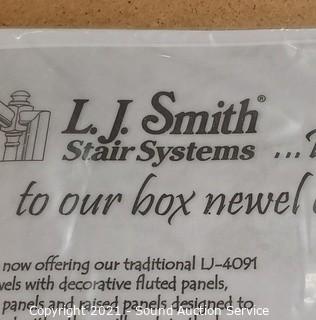 L.J. Smith®
Stair Systems ...
to our box newel
now offering our traditional LJ-4091
with decorative fluted panels,
panels and raised panels designed to
Copyright 2021 - Sound Auction Service